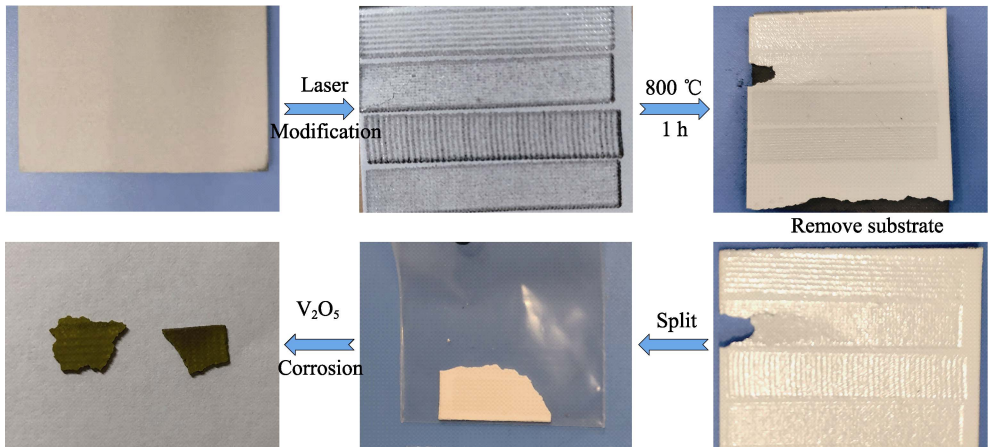 Laser
Modification
800 ℃
1 h
Remove substrate
Split
V₂O₅
Corrosion